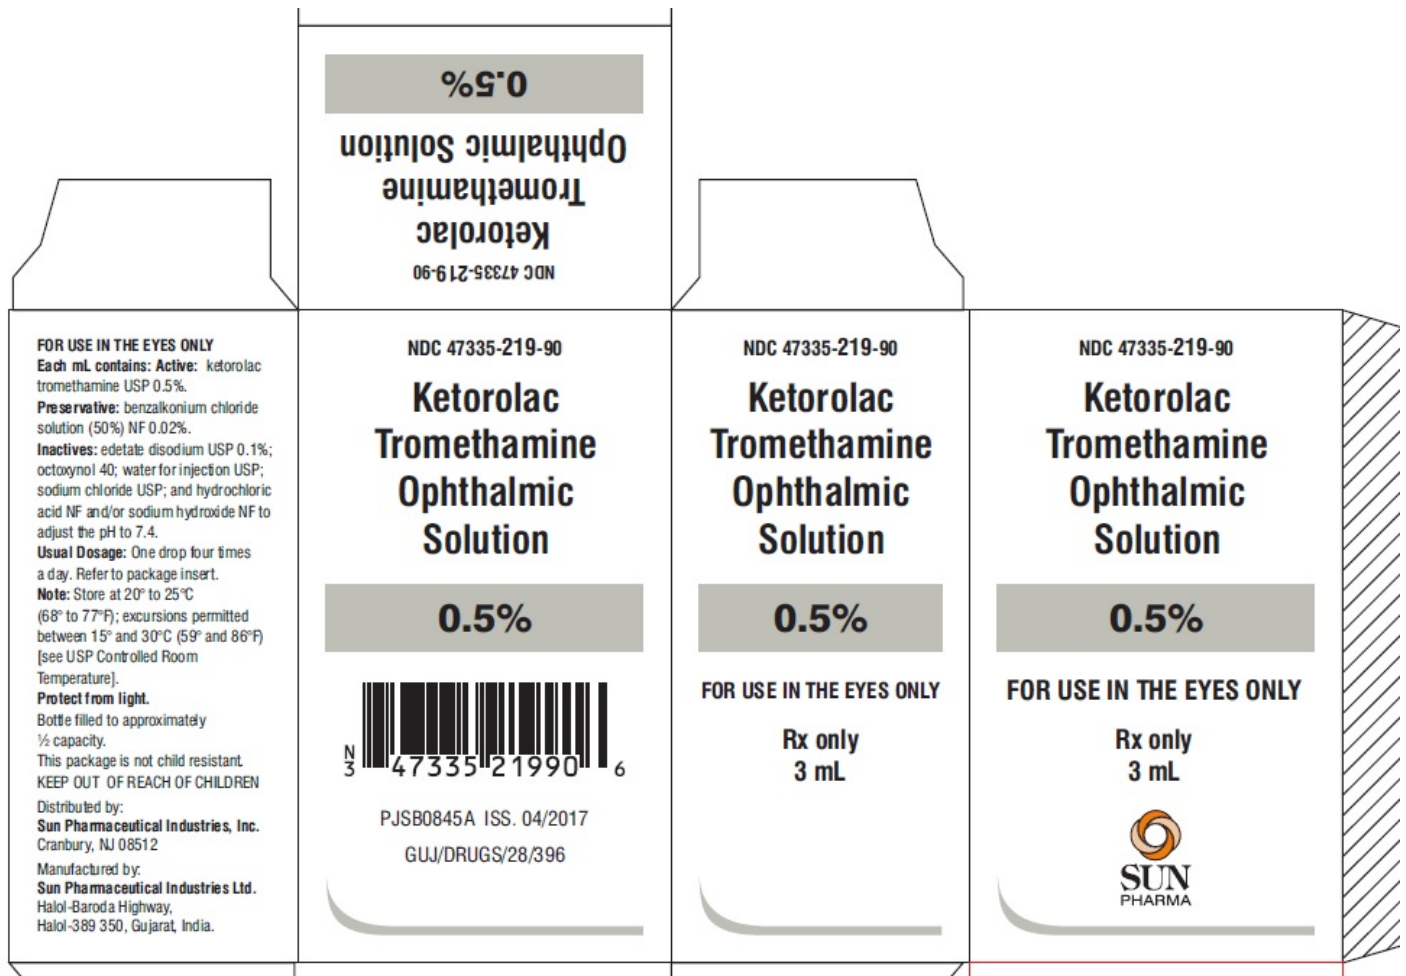 0.5%
Ophthalmic Solution
Tromethamine
Ketorolac
NDC 47335-219-90
FOR USE IN THE EYES ONLY
Each mL contains: Active: ketorolac
tromethamine USP 0.5%.
Preservative: benzalkonium chloride
solution (50%) NF 0.02%.
Inactives: edetate disodium USP 0.1%;
octoxynol 40; water for injection USP;
sodium chloride USP; and hydrochloric
acid NF and/or sodium hydroxide NF to
adjust the pH to 7.4.
Usual Dosage: One drop four times
a day. Refer to package insert.
Note: Store at 20° to 25°C
(68° to 77°F); excursions permitted
between 15° and 30°C (59° and 86°F)
[see USP Controlled Room
Temperature].
Protect from light.
Bottle filled to approximately
½ capacity.
This package is not child resistant.
KEEP OUT OF REACH OF CHILDREN
Distributed by:
Sun Pharmaceutical Industries, Inc.
Cranbury, NJ 08512
Manufactured by:
Sun Pharmaceutical Industries Ltd.
Halol-Baroda Highway,
Halol-389 350, Gujarat, India.
NDC 47335-219-90
Ketorolac
Tromethamine
Ophthalmic
Solution
0.5%
N
3 47335 21990 6
PJSB0845A ISS. 04/2017
GUJ/DRUGS/28/396
NDC 47335-219-90
Ketorolac
Tromethamine
Ophthalmic
Solution
0.5%
FOR USE IN THE EYES ONLY
Rx only
3 mL
NDC 47335-219-90
Ketorolac
Tromethamine
Ophthalmic
Solution
0.5%
FOR USE IN THE EYES ONLY
Rx only
3 mL
SUN
PHARMA